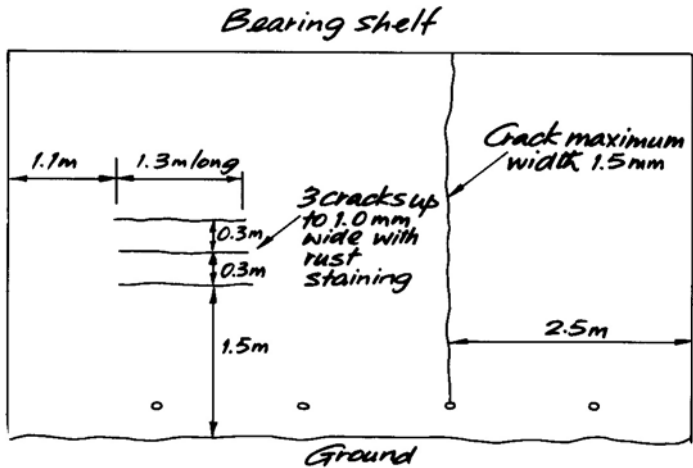 Bearing shelf
1.1m
1.3m long
Crack maximum
width 1.5mm
3 cracks up
to 1.0mm
wide with
rust
staining
0.3m
0.3m
2.5m
1.5m
Ground